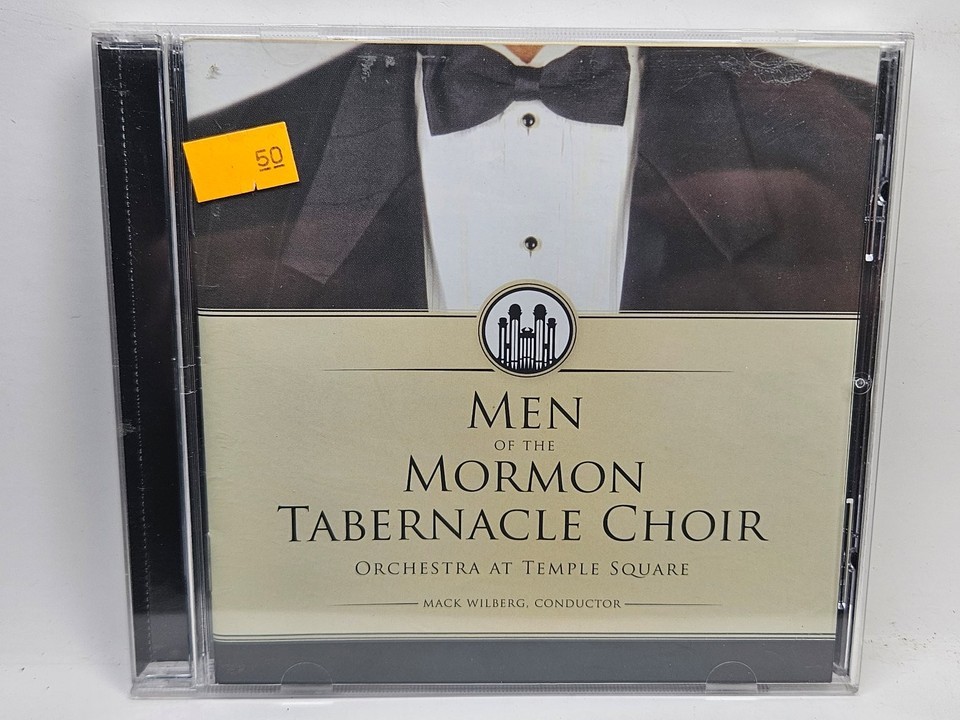 50
MEN
OF THE
MORMON
TABERNACLE CHOIR
ORCHESTRA AT TEMPLE SQUARE
MACK WILBERG, CONDUCTOR